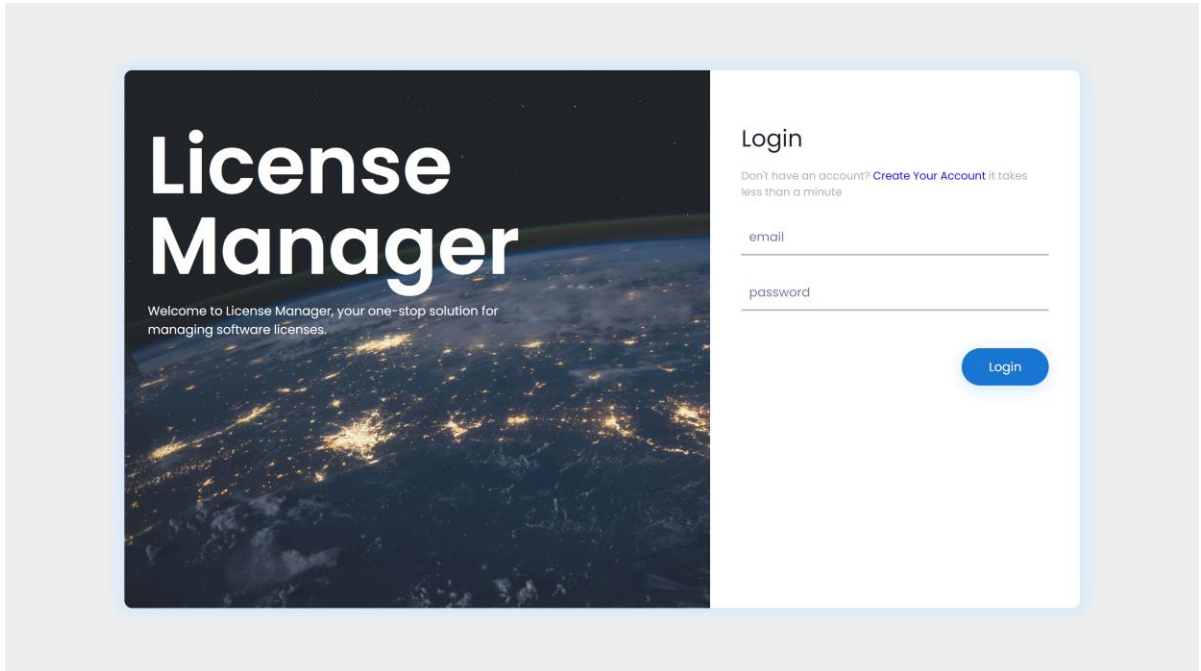 License
Manager
Welcome to License Manager, your one-stop solution for
managing software licenses.
Login
Don't have an account? Create Your Account it takes
less than a minute
email
password
Login